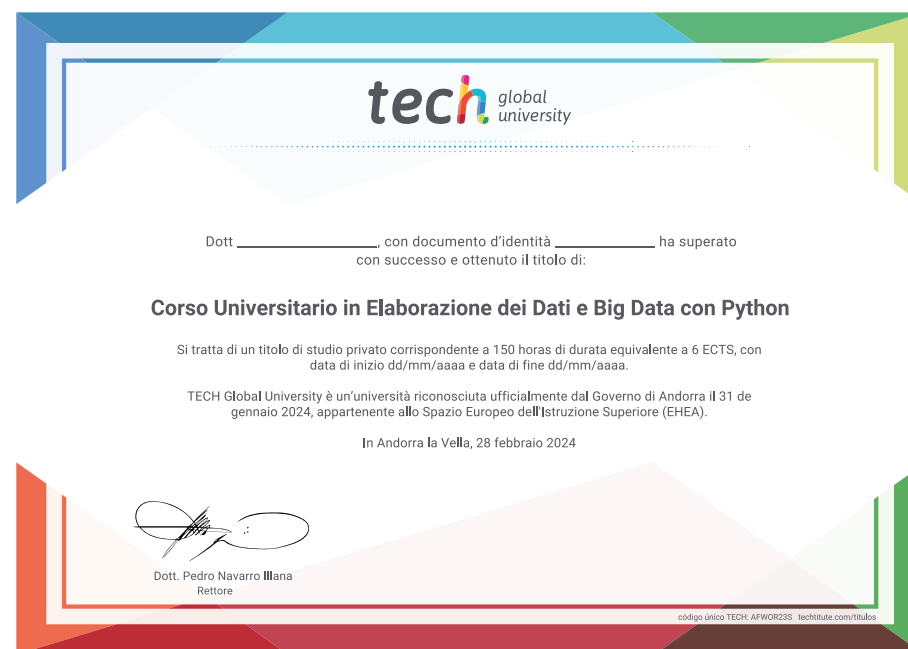 tech global university
Dott ________________, con documento d'identità ____________ ha superato
con successo e ottenuto il titolo di:
Corso Universitario in Elaborazione dei Dati e Big Data con Python
Si tratta di un titolo di studio privato corrispondente a 150 horas di durata equivalente a 6 ECTS, con
data di inizio dd/mm/aaaa e data di fine dd/mm/aaaa.
TECH Global University è un'università riconosciuta ufficialmente dal Governo di Andorra il 31 de
gennaio 2024, appartenente allo Spazio Europeo dell'Istruzione Superiore (EHEA).
In Andorra la Vella, 28 febbraio 2024
Dott. Pedro Navarro Illana
Rettore
código único TECH: AFWOR23S techtitute.com/titulos